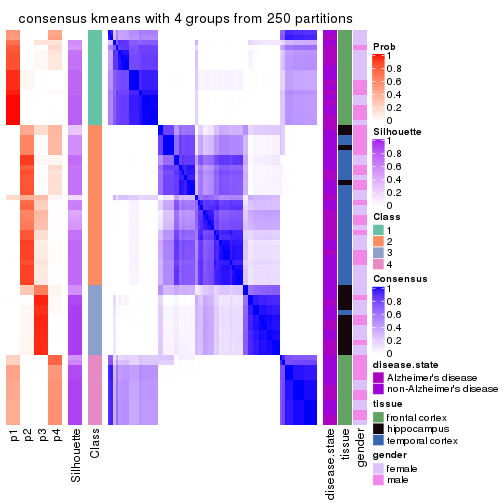 consensus kmeans with 4 groups from 250 partitions
Prob
1
0.8
0.6
0.4
0.2
0
Silhouette
1
0.8
0.6
0.4
0.2
0
Class
1
2
3
4
Consensus
1
0.8
0.6
0.4
0.2
0
disease.state
Alzheimer's disease
non-Alzheimer's disease
tissue
frontal cortex
hippocampus
temporal cortex
gender
female
male
p1
p2
p3
p4
Silhouette
Class
disease.state
tissue
gender